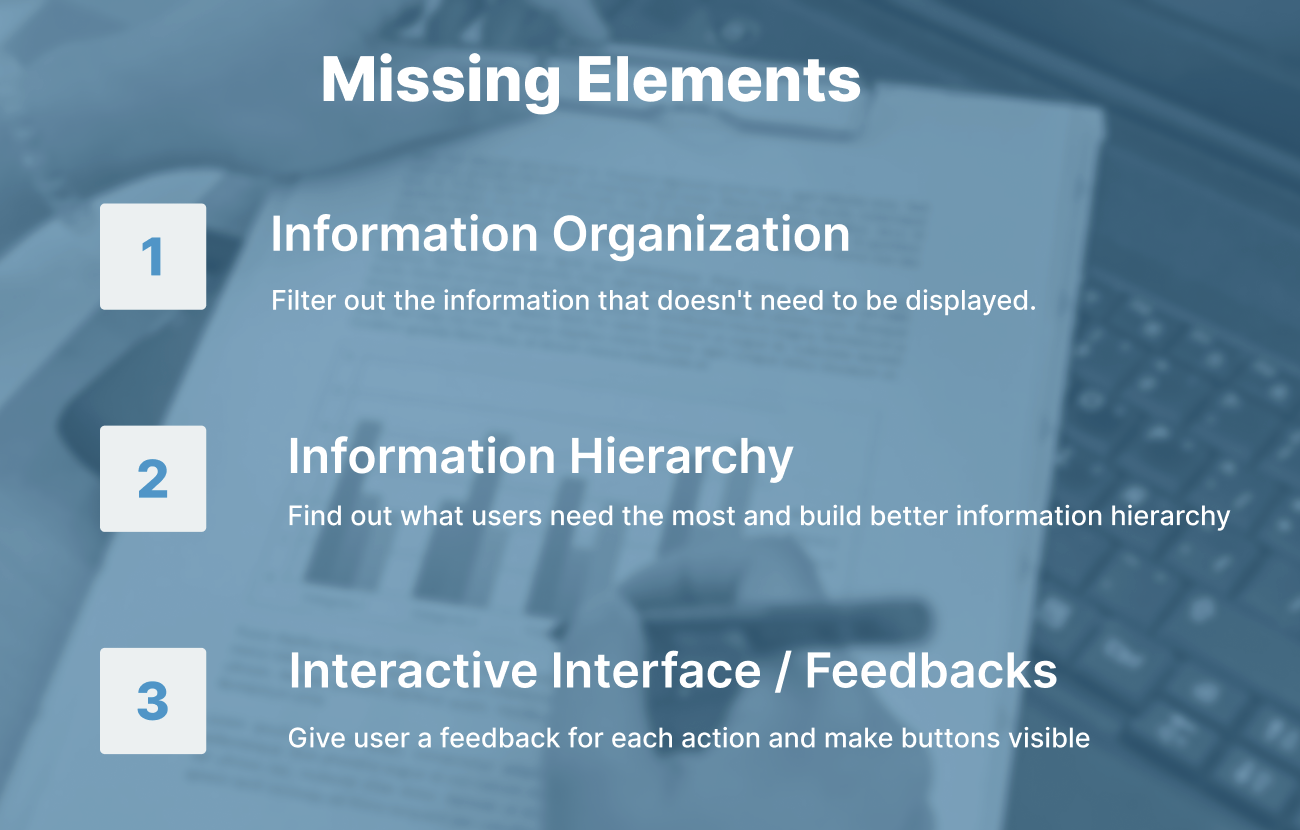 Missing Elements
1
Information Organization
Filter out the information that doesn't need to be displayed.
2
Information Hierarchy
Find out what users need the most and build better information hierarchy
3
Interactive Interface / Feedbacks
Give user a feedback for each action and make buttons visible